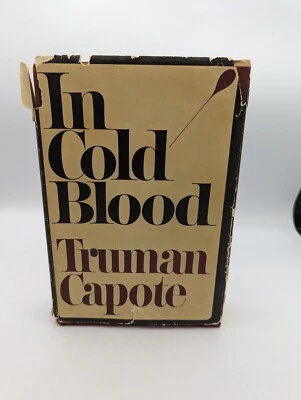 In
Cold
Blood
Truman
Capote